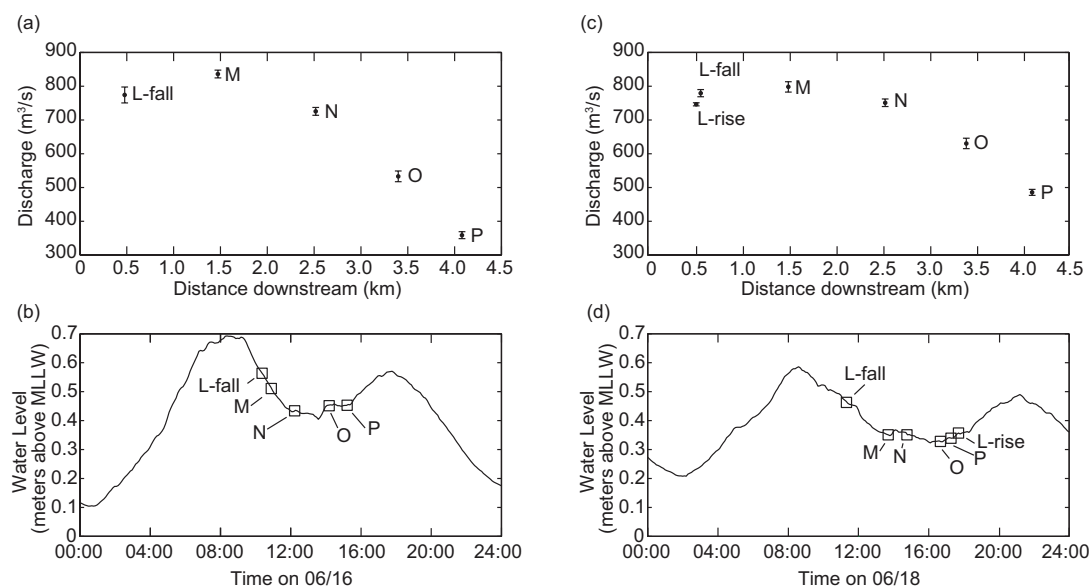 (a)
900
800
700
600
500
400
300
Discharge (m³/s)
L-fall
M
N
O
P
0 0.5 1.0 1.5 2.0 2.5 3.0 3.5 4.0 4.5
Distance downstream (km)
(c)
900
800
700
600
500
400
300
Discharge (m³/s)
L-fall
L-rise
M
N
O
P
0 0.5 1.0 1.5 2.0 2.5 3.0 3.5 4.0 4.5
Distance downstream (km)
(b)
0.7
0.6
0.5
0.4
0.3
0.2
0.1
0
Water Level
(meters above MLLW)
L-fall
M
N
O
P
00:00 04:00 08:00 12:00 16:00 20:00 24:00
Time on 06/16
(d)
0.7
0.6
0.5
0.4
0.3
0.2
0.1
0
Water Level
(meters above MLLW)
L-fall
M
N
O
P
L-rise
00:00 04:00 08:00 12:00 16:00 20:00 24:00
Time on 06/18